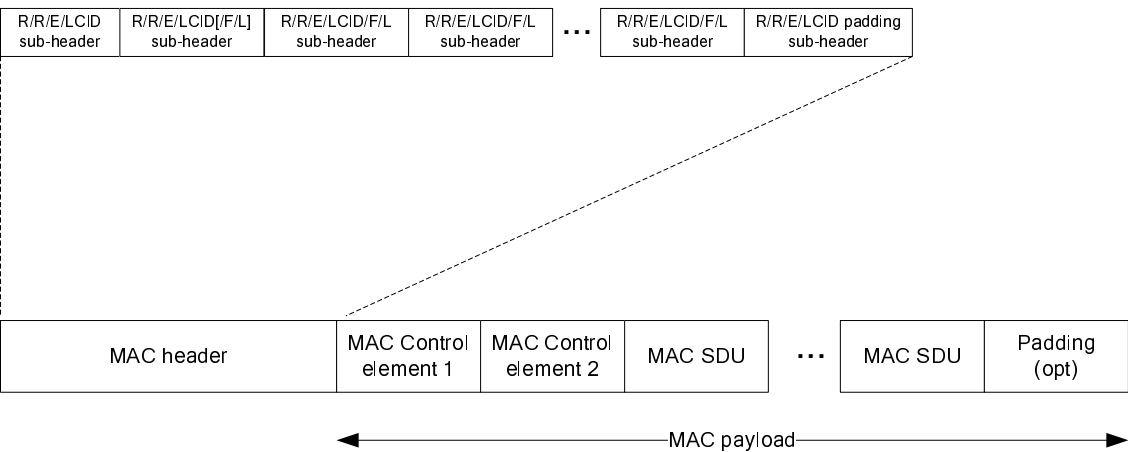 R/R/E/LCID
sub-header
R/R/E/LCID[/F/L]
sub-header
R/R/E/LCID/F/L
sub-header
R/R/E/LCID/F/L
sub-header
...
R/R/E/LCID/F/L
sub-header
R/R/E/LCID padding
sub-header
MAC header
MAC Control
element 1
MAC Control
element 2
MAC SDU
...
MAC SDU
Padding
(opt)
MAC payload